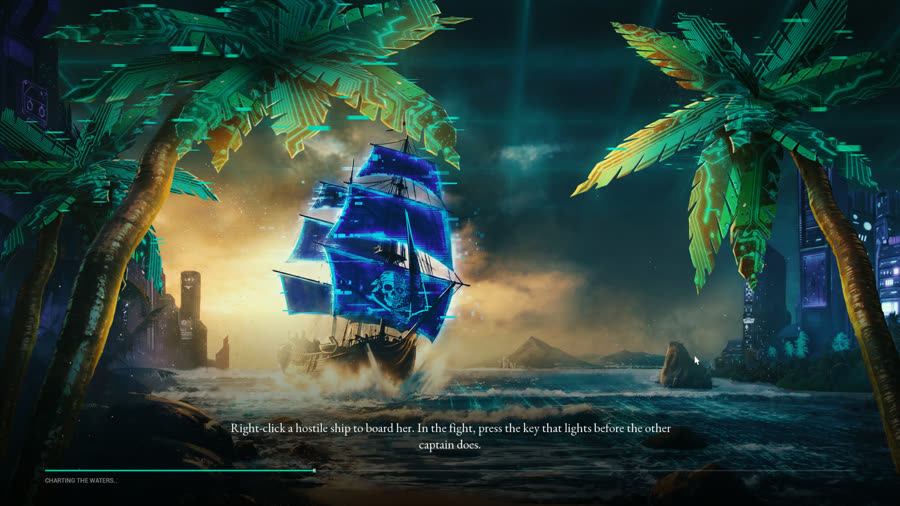 Right-click a hostile ship to board her. In the fight, press the key that lights before the other
captain does.
CHARTING THE WATERS..